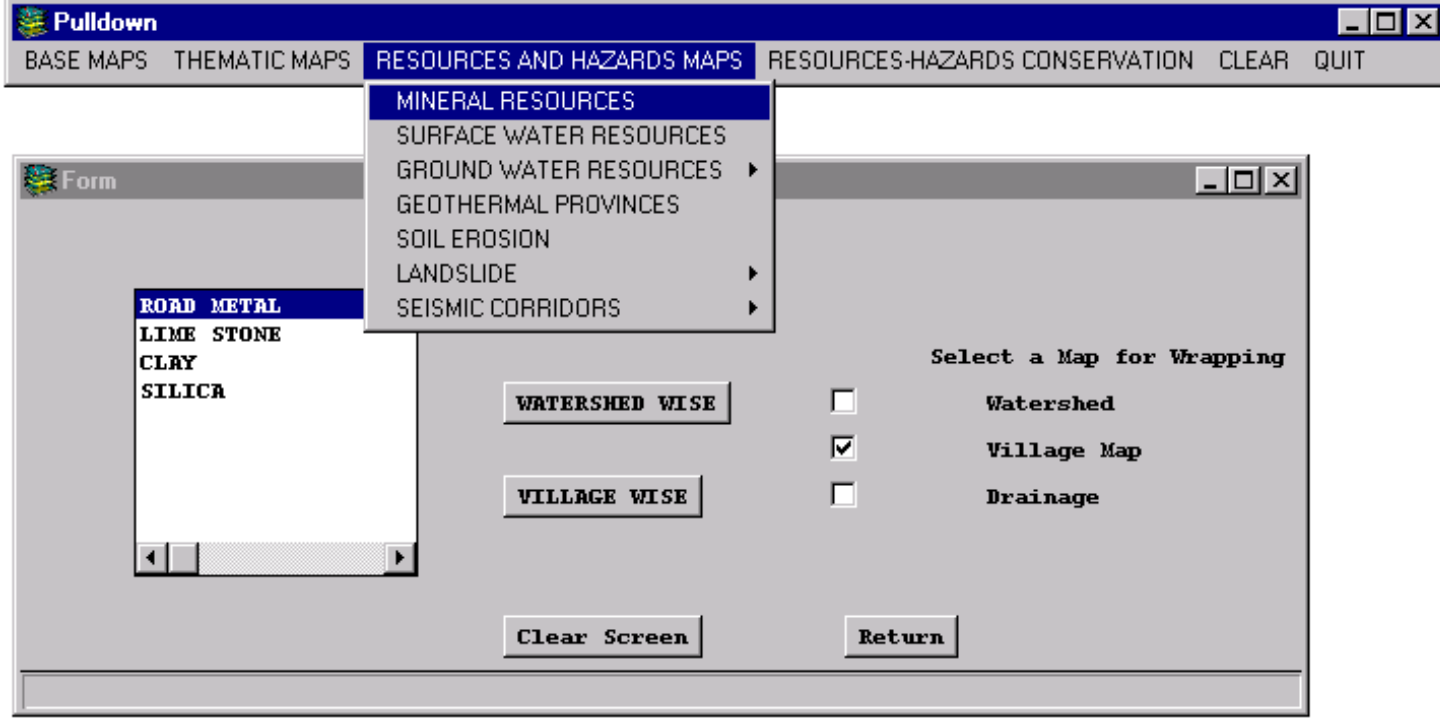 Pulldown
BASE MAPS THEMATIC MAPS RESOURCES AND HAZARDS MAPS RESOURCES-HAZARDS CONSERVATION CLEAR QUIT
MINERAL RESOURCES
SURFACE WATER RESOURCES
GROUND WATER RESOURCES
GEOTHERMAL PROVINCES
SOIL EROSION
LANDSLIDE
SEISMIC CORRIDORS
Form
ROAD METAL
LIME STONE
CLAY
SILICA
WATERSHED WISE
VILLAGE WISE
Select a Map for Wrapping
Watershed
Village Map
Drainage
Clear Screen
Return